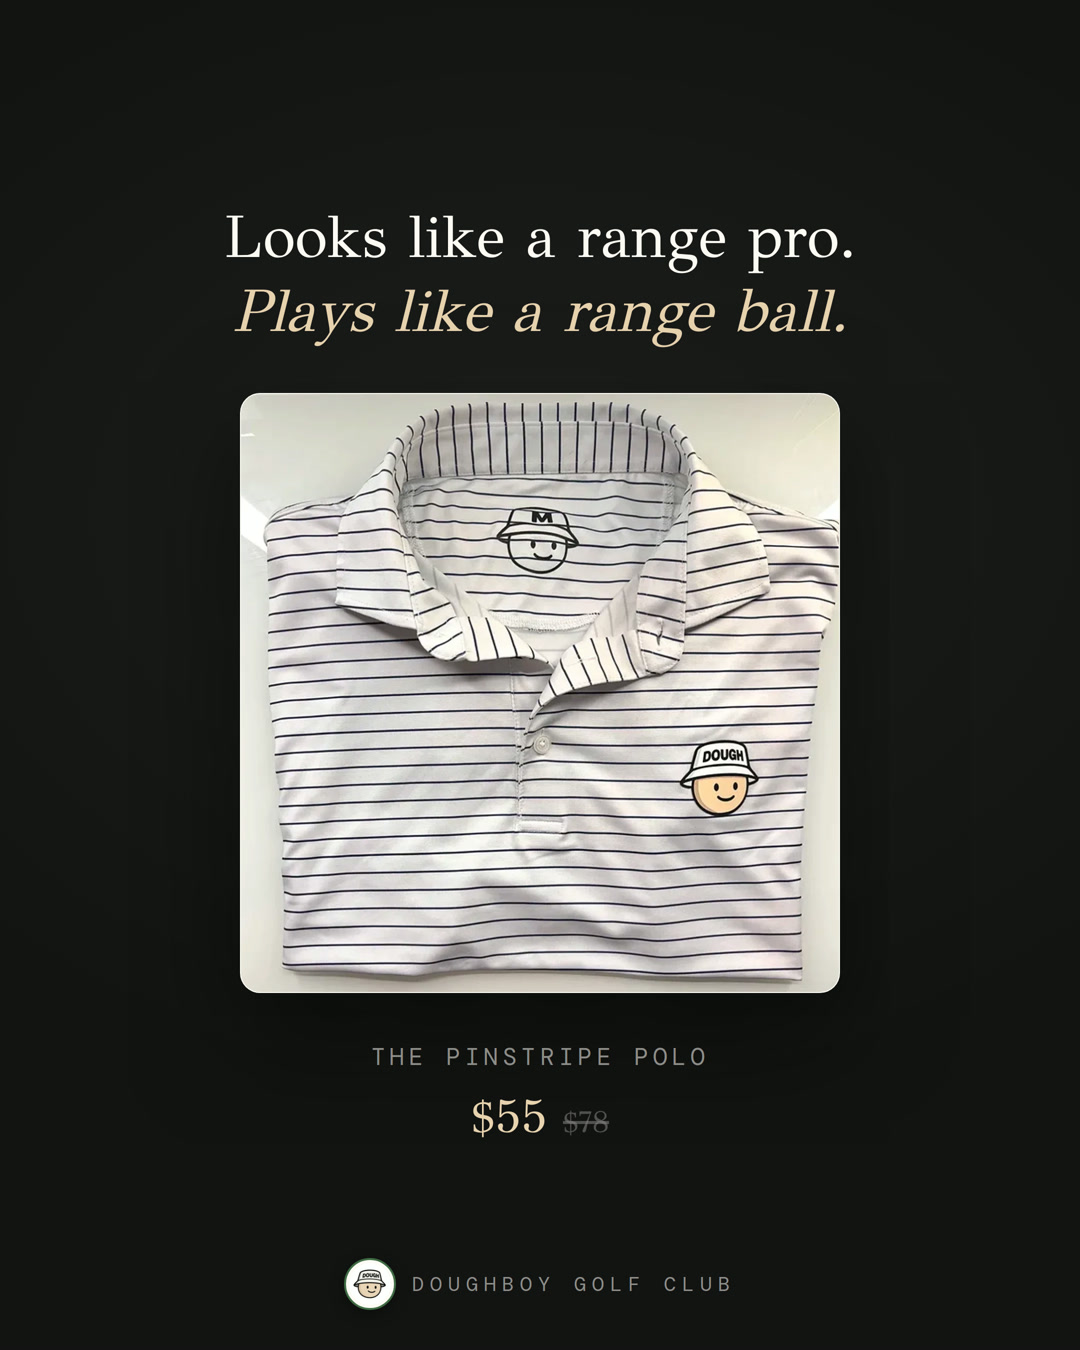 Looks like a range pro.
Plays like a range ball.
M
DOUGH
THE PINSTRIPE POLO
$55 $78
DOUGH
DOUGHBOY GOLF CLUB